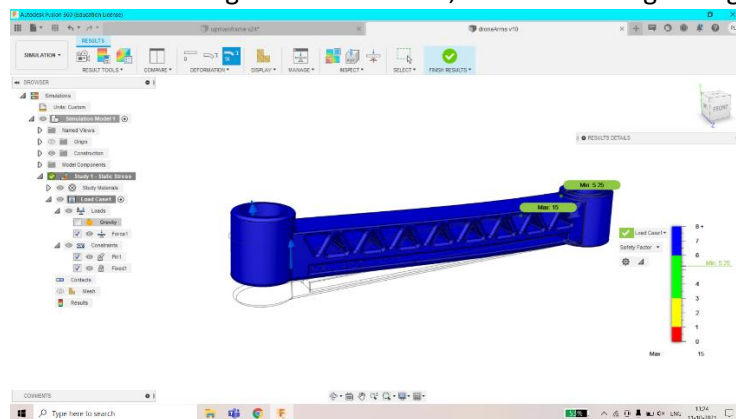 Autodesk Fusion 360 (Education License)
droneArms v10
RESULTS
SIMULATION
RESULT TOOLS
COMPARE
DEFORMATION
DISPLAY
MANAGE
INSPECT
SELECT
FINISH RESULTS
BROWSER
FRONT
Simulations
Units: Custom
Simulation Model 1
Named Views
Origin
Construction
Model Components
Study 1 - Static Stress
Study Materials
Load Case1
Loads
Gravity
Force1
Constraints
Pin1
Fixed1
Contacts
Mesh
Results
RESULTS DETAILS
Min: 5.25
Max: 15
Load Case1
Safety Factor
8+
7
6
Min: 5.25
4
3
2
1
0
Max 15
COMMENTS
Type here to search
ENG
13:24